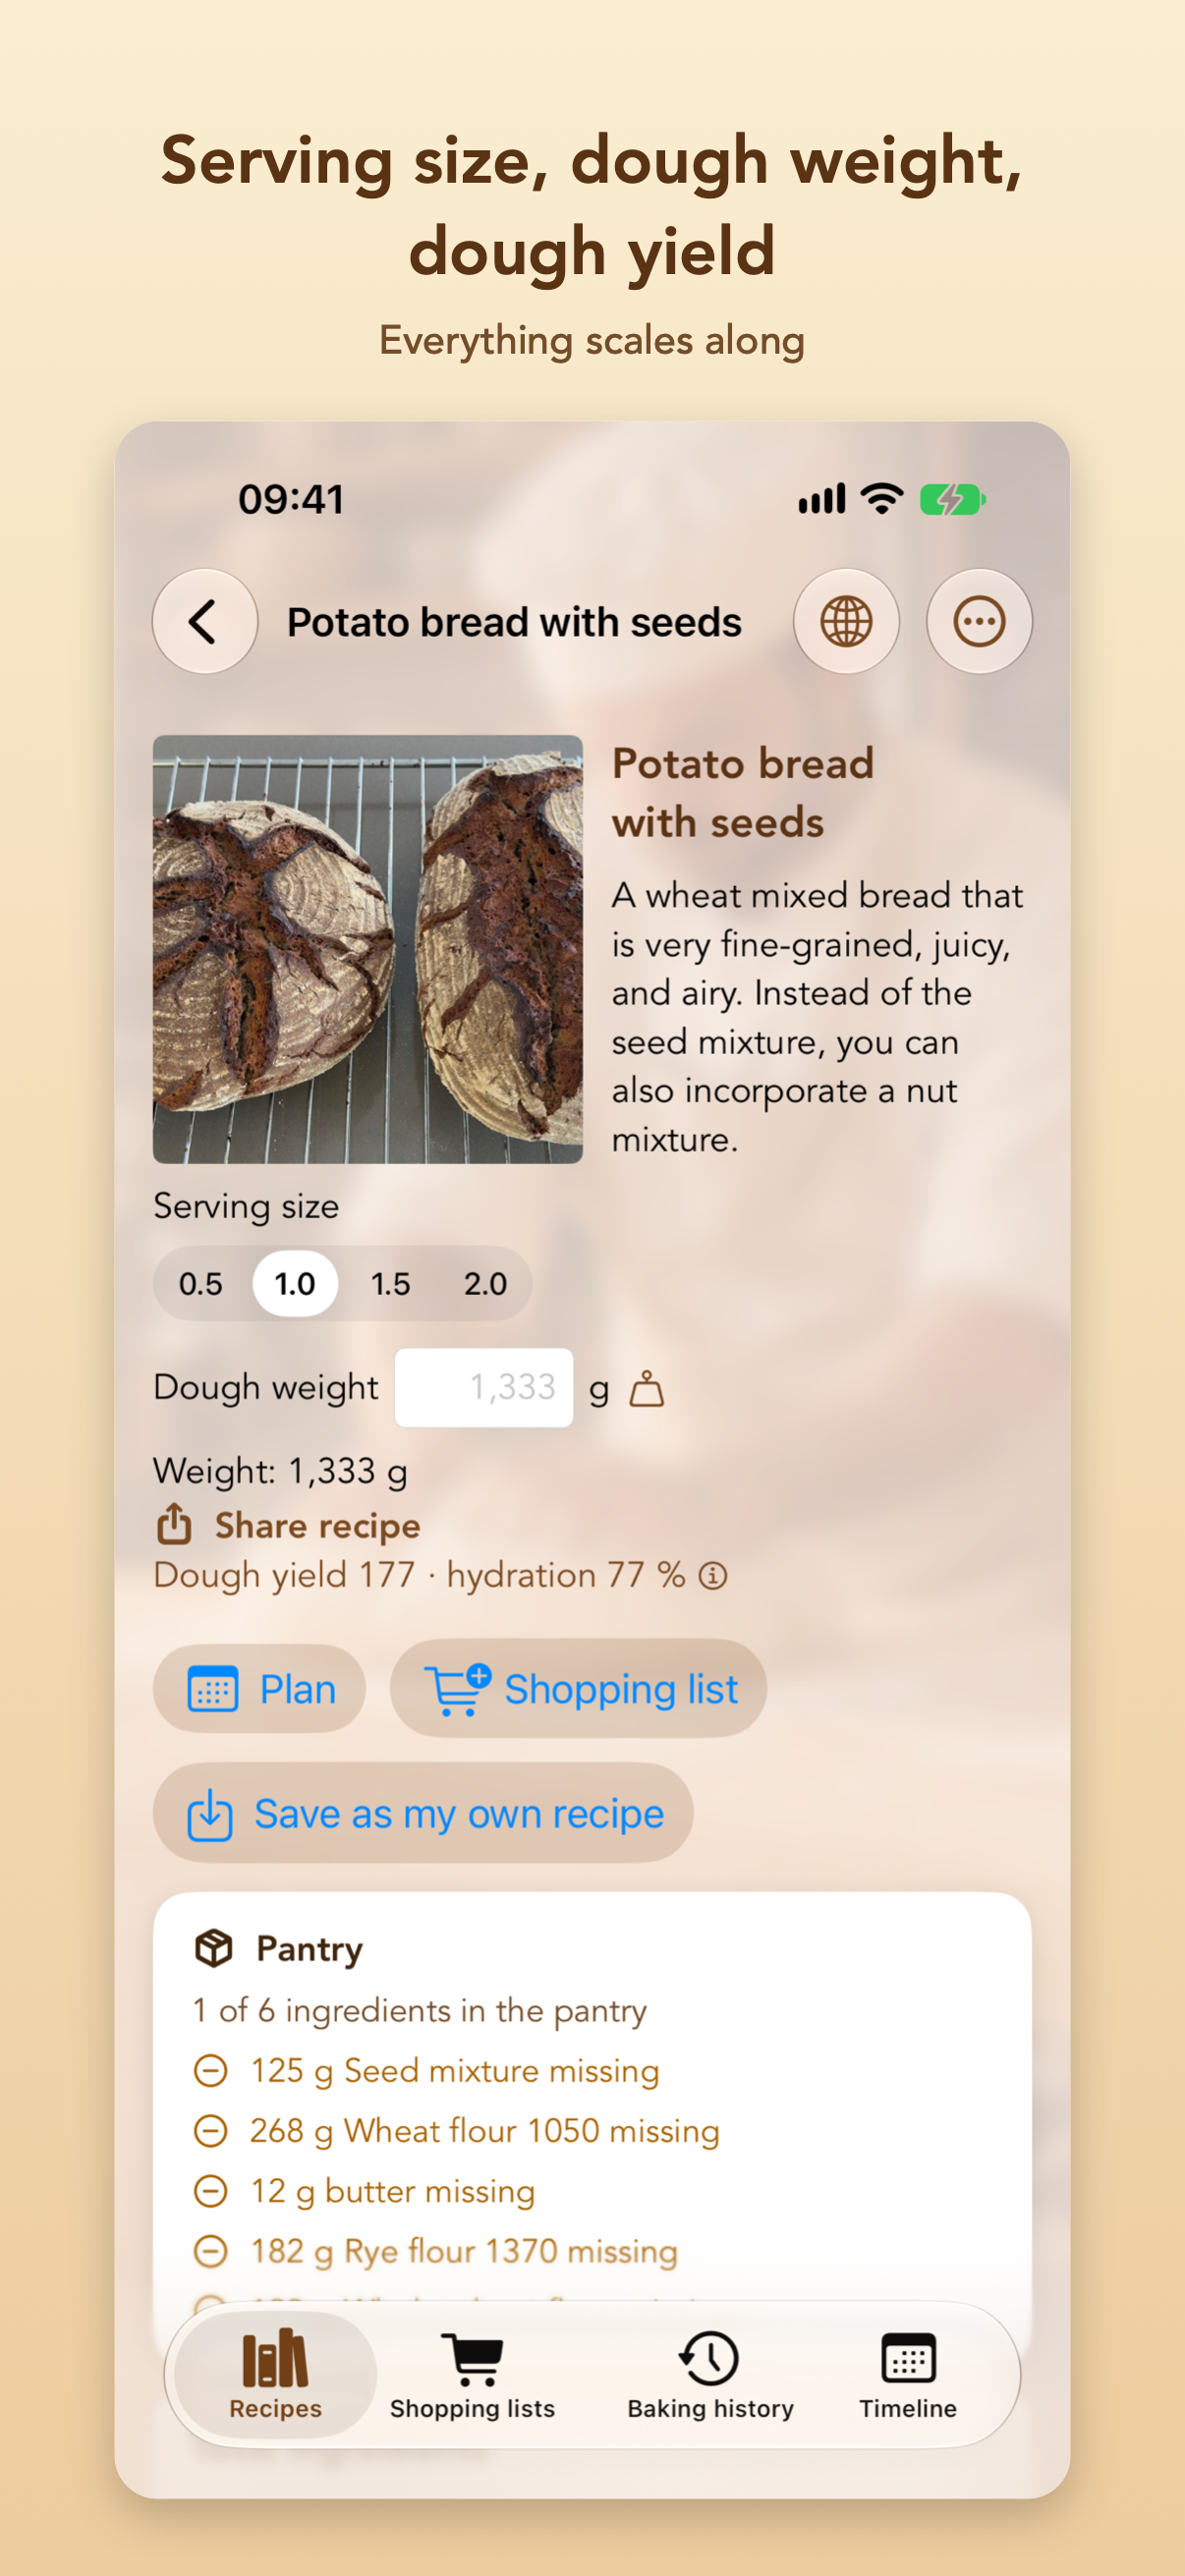 Serving size, dough weight,
dough yield
Everything scales along
09:41
Potato bread with seeds
Potato bread
with seeds
A wheat mixed bread that
is very fine-grained, juicy,
and airy. Instead of the
seed mixture, you can
also incorporate a nut
mixture.
Serving size
0.5 1.0 1.5 2.0
Dough weight 1,333 g
Weight: 1,333 g
Share recipe
Dough yield 177 · hydration 77 %
Plan Shopping list
Save as my own recipe
Pantry
1 of 6 ingredients in the pantry
125 g Seed mixture missing
268 g Wheat flour 1050 missing
12 g butter missing
182 g Rye flour 1370 missing
Recipes Shopping lists Baking history Timeline